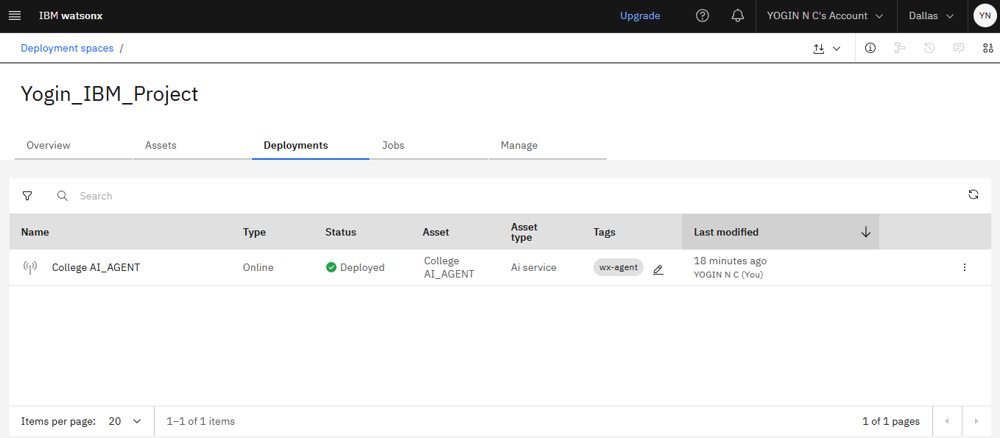 IBM watsonx
Upgrade
YOGIN N C's Account
Dallas
YN
Deployment spaces /
Yogin_IBM_Project
Overview
Assets
Deployments
Jobs
Manage
Search
Name
Type
Status
Asset
Asset
type
Tags
Last modified
College AI_AGENT
Online
Deployed
College
AI_AGENT
Ai service
wx-agent
18 minutes ago
YOGIN N C (You)
Items per page: 20
1–1 of 1 items
1 of 1 pages